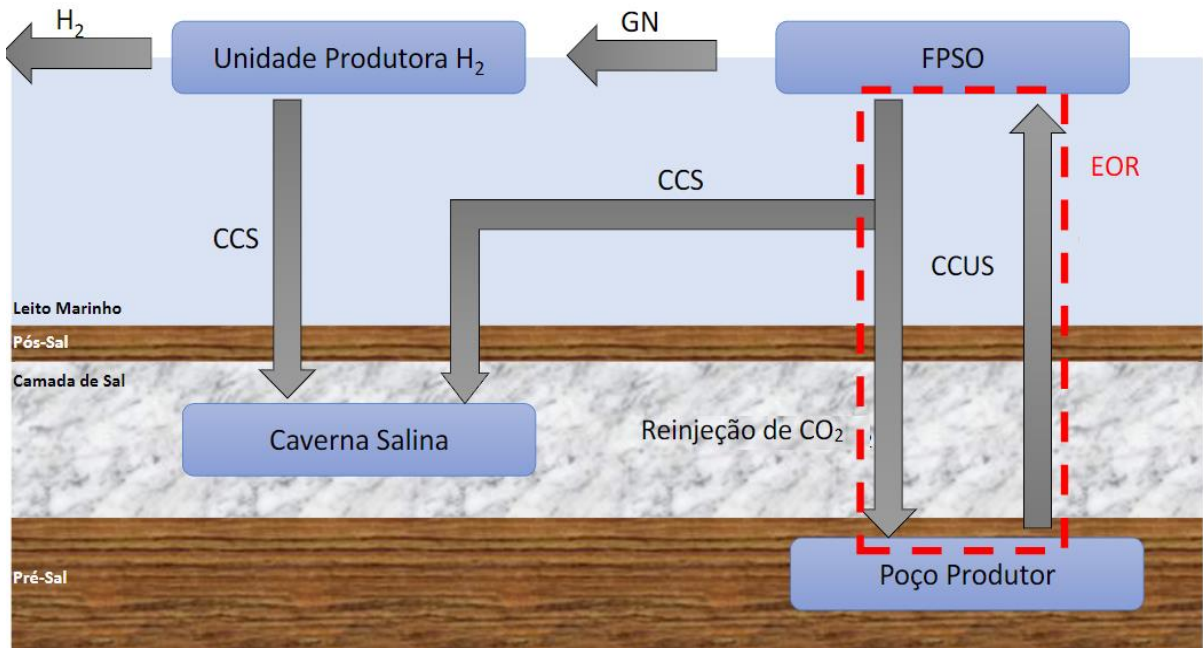 H₂
GN
Unidade Produtora H₂
FPSO
EOR
CCS
CCS
CCUS
Leito Marinho
Pós-Sal
Camada de Sal
Caverna Salina
Reinjeção de CO₂
Pré-Sal
Poço Produtor